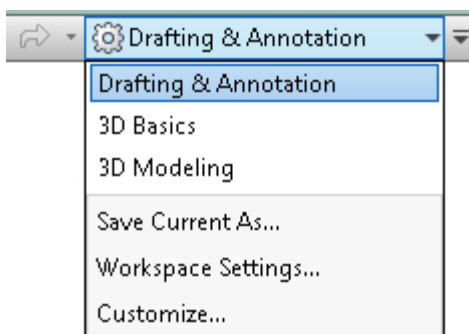 Drafting & Annotation
Drafting & Annotation
3D Basics
3D Modeling
Save Current As...
Workspace Settings...
Customize...